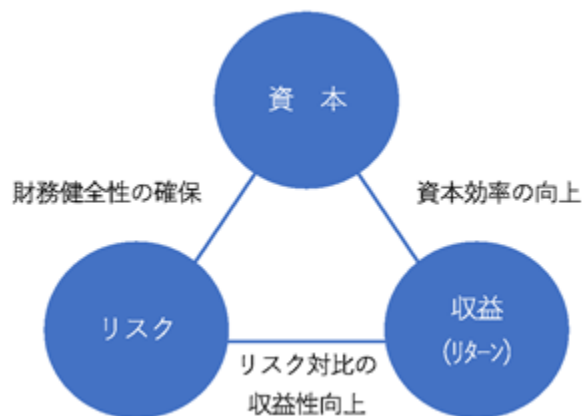 資　本
財務健全性の確保
資本効率の向上
リスク
収益
(ﾘﾀｰﾝ)
リスク対比の
収益性向上